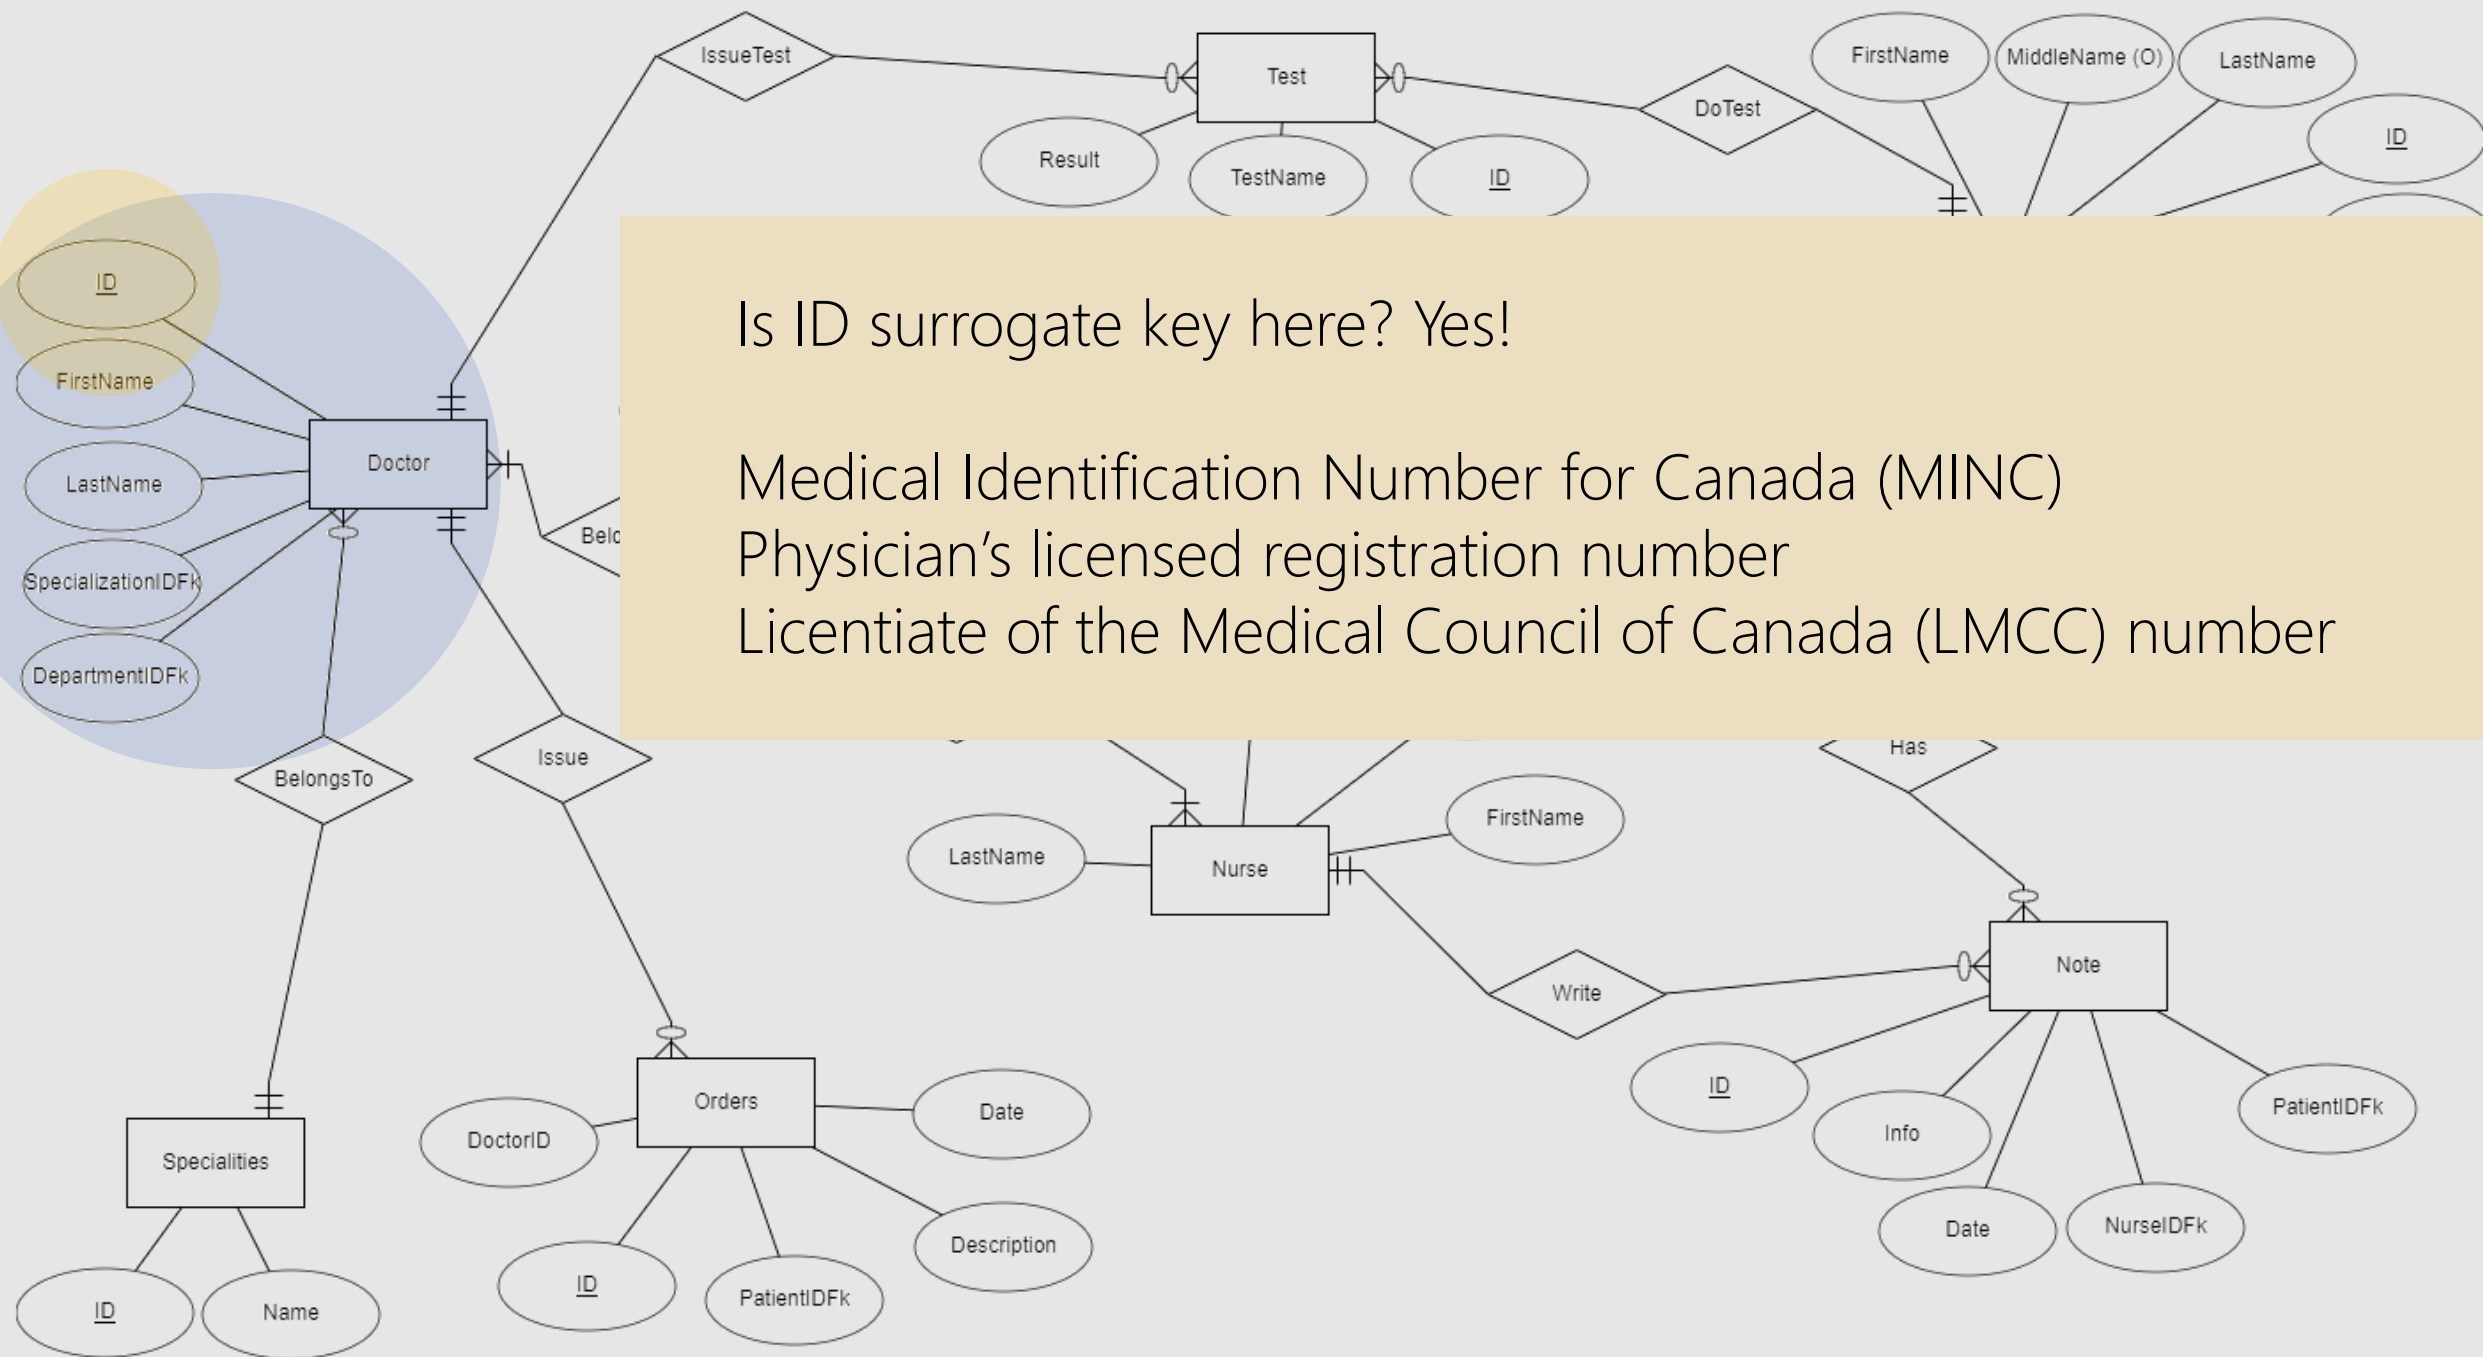 IssueTest
Test
Result
TestName
ID
DoTest
FirstName
MiddleName (O)
LastName
ID
ID
FirstName
LastName
SpecializationIDFk
DepartmentIDFk
Doctor
Is ID surrogate key here? Yes!
Medical Identification Number for Canada (MINC)
Physician’s licensed registration number
Licentiate of the Medical Council of Canada (LMCC) number
BelongsTo
Issue
Has
LastName
Nurse
FirstName
Write
Note
ID
Info
Date
NurseIDFk
PatientIDFk
Specialities
ID
Name
Orders
DoctorID
Date
ID
PatientIDFk
Description